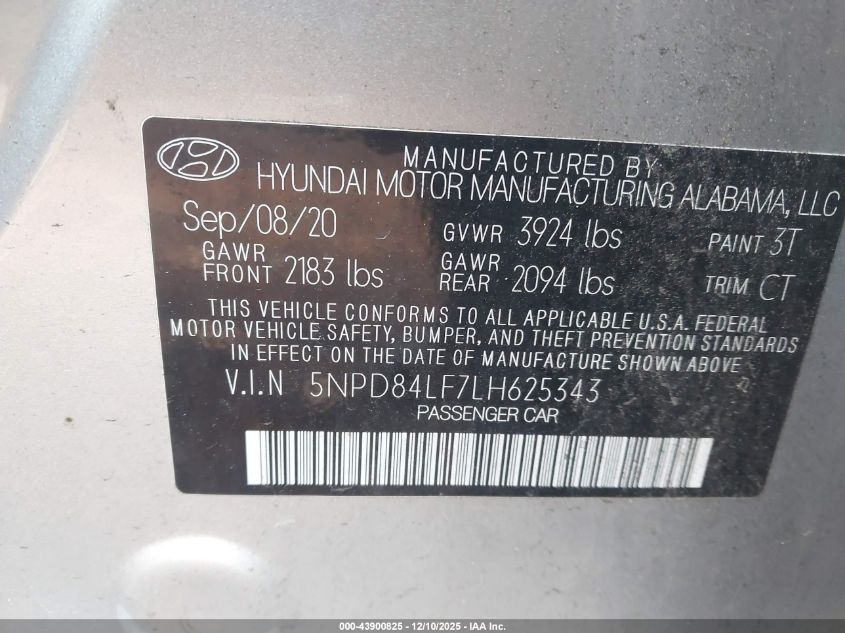 MANUFACTURED BY
HYUNDAI MOTOR MANUFACTURING ALABAMA, LLC
Sep/08/20 GVWR 3924 lbs PAINT 3T
GAWR FRONT 2183 lbs GAWR REAR 2094 lbs TRIM CT
THIS VEHICLE CONFORMS TO ALL APPLICABLE U.S.A. FEDERAL
MOTOR VEHICLE SAFETY, BUMPER, AND THEFT PREVENTION STANDARDS
IN EFFECT ON THE DATE OF MANUFACTURE SHOWN ABOVE
V.I.N 5NPD84LF7LH625343
PASSENGER CAR
000-43900825 - 12/10/2025 - IAA Inc.